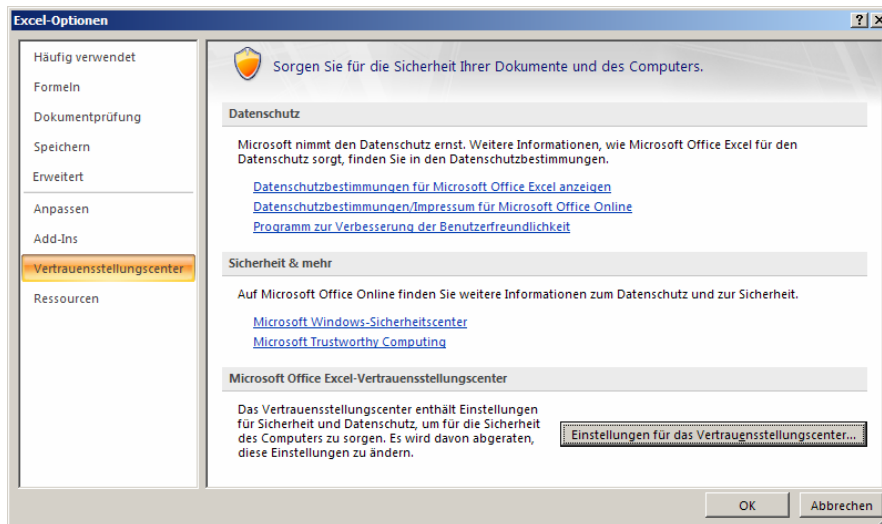 Excel-Optionen
Häufig verwendet
Formeln
Dokumentprüfung
Speichern
Erweitert
Anpassen
Add-Ins
Vertrauensstellungscenter
Ressourcen
Sorgen Sie für die Sicherheit Ihrer Dokumente und des Computers.
Datenschutz
Microsoft nimmt den Datenschutz ernst. Weitere Informationen, wie Microsoft Office Excel für den
Datenschutz sorgt, finden Sie in den Datenschutzbestimmungen.
Datenschutzbestimmungen für Microsoft Office Excel anzeigen
Datenschutzbestimmungen/Impressum für Microsoft Office Online
Programm zur Verbesserung der Benutzerfreundlichkeit
Sicherheit & mehr
Auf Microsoft Office Online finden Sie weitere Informationen zum Datenschutz und zur Sicherheit.
Microsoft Windows-Sicherheitscenter
Microsoft Trustworthy Computing
Microsoft Office Excel-Vertrauensstellungscenter
Das Vertrauensstellungscenter enthält Einstellungen
für Sicherheit und Datenschutz, um für die Sicherheit
des Computers zu sorgen. Es wird davon abgeraten,
diese Einstellungen zu ändern.
Einstellungen für das Vertrauensstellungscenter...
OK
Abbrechen